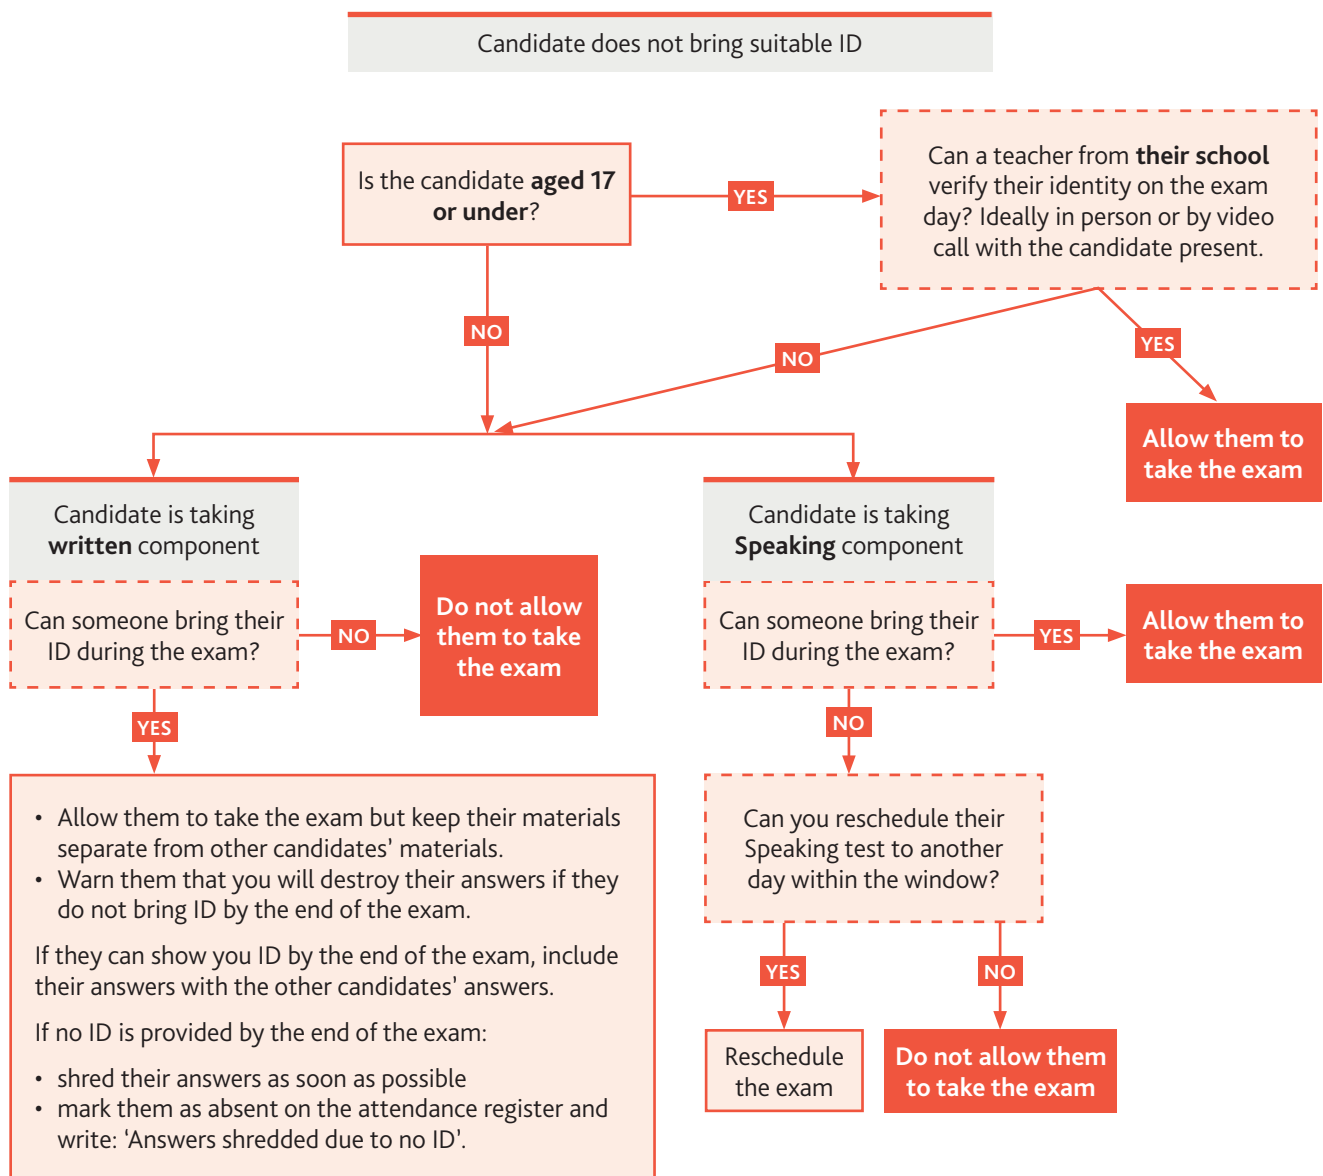 Candidate does not bring suitable ID
Is the candidate aged 17
or under?
YES
Can a teacher from their school
verify their identity on the exam
day? Ideally in person or by video
call with the candidate present.
NO
NO
YES
Allow them to
take the exam
Candidate is taking
written component
Can someone bring their
ID during the exam?
NO
Do not allow
them to take
the exam
YES
• Allow them to take the exam but keep their materials
separate from other candidates’ materials.
• Warn them that you will destroy their answers if they
do not bring ID by the end of the exam.
If they can show you ID by the end of the exam, include
their answers with the other candidates’ answers.
If no ID is provided by the end of the exam:
• shred their answers as soon as possible
• mark them as absent on the attendance register and
write: ‘Answers shredded due to no ID’.
Candidate is taking
Speaking component
Can someone bring their
ID during the exam?
YES
Allow them to
take the exam
NO
Can you reschedule their
Speaking test to another
day within the window?
YES
NO
Reschedule
the exam
Do not allow them
to take the exam